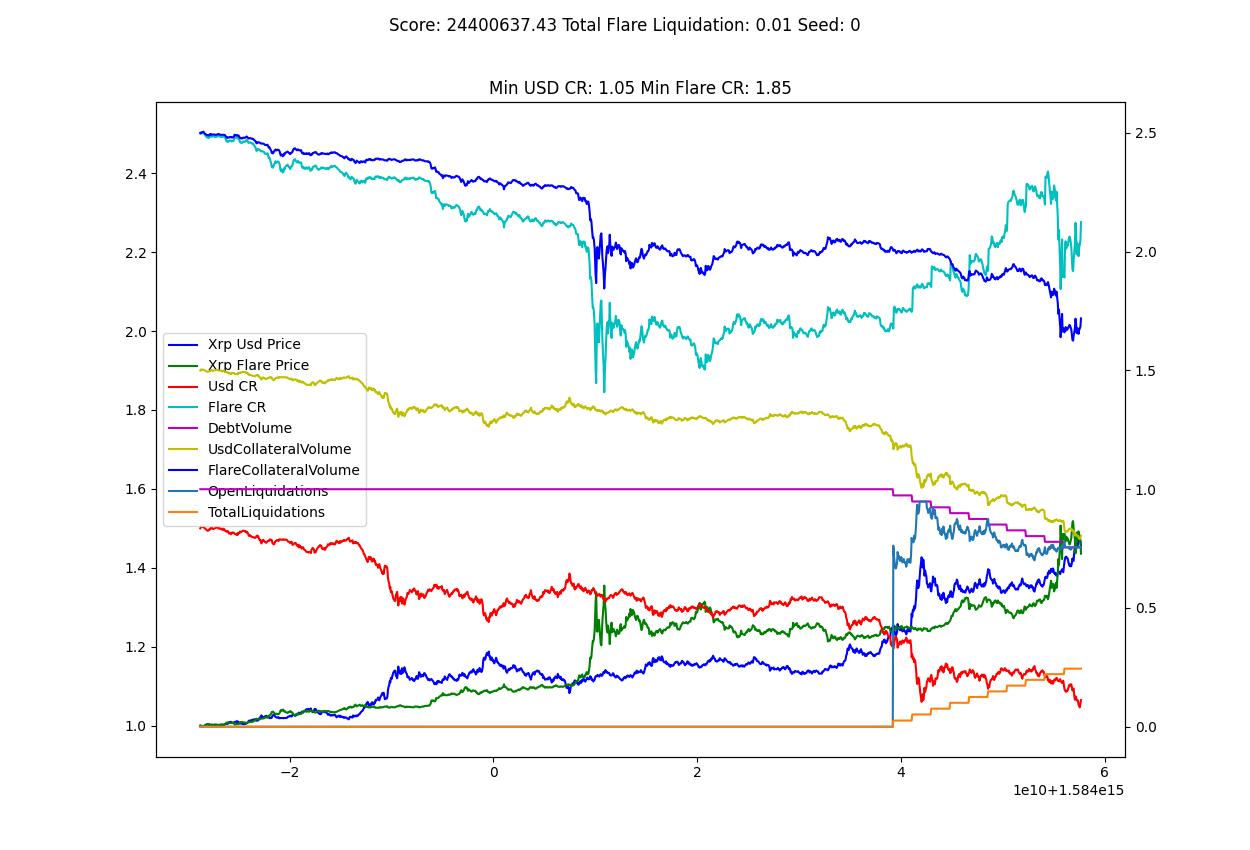 Score: 24400637.43 Total Flare Liquidation: 0.01 Seed: 0
Min USD CR: 1.05 Min Flare CR: 1.85
2.4
2.2
2.0
1.8
1.6
1.4
1.2
1.0
Xrp Usd Price
Xrp Flare Price
Usd CR
Flare CR
DebtVolume
UsdCollateralVolume
FlareCollateralVolume
OpenLiquidations
TotalLiquidations
2.5
2.0
1.5
1.0
0.5
0.0
−2
0
2
4
6
1e10+1.584e15